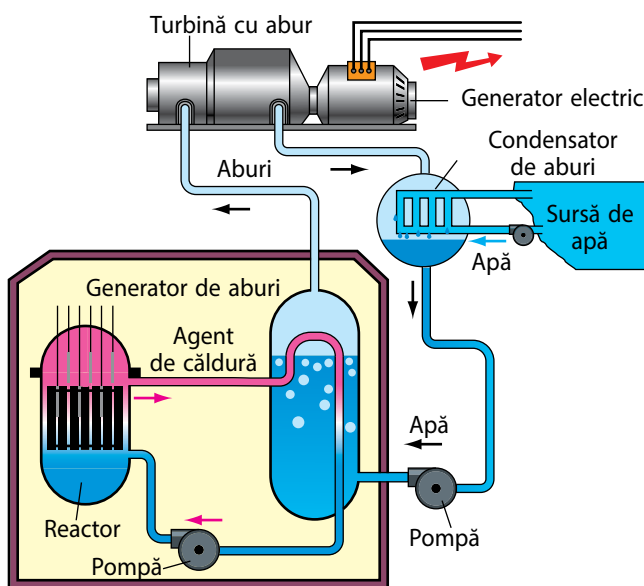 Turbină cu abur
Generator electric
Condensator
de aburi
Aburi
Sursă de
apă
Apă
Generator de aburi
Agent
de căldură
Apă
Reactor
Pompă
Pompă